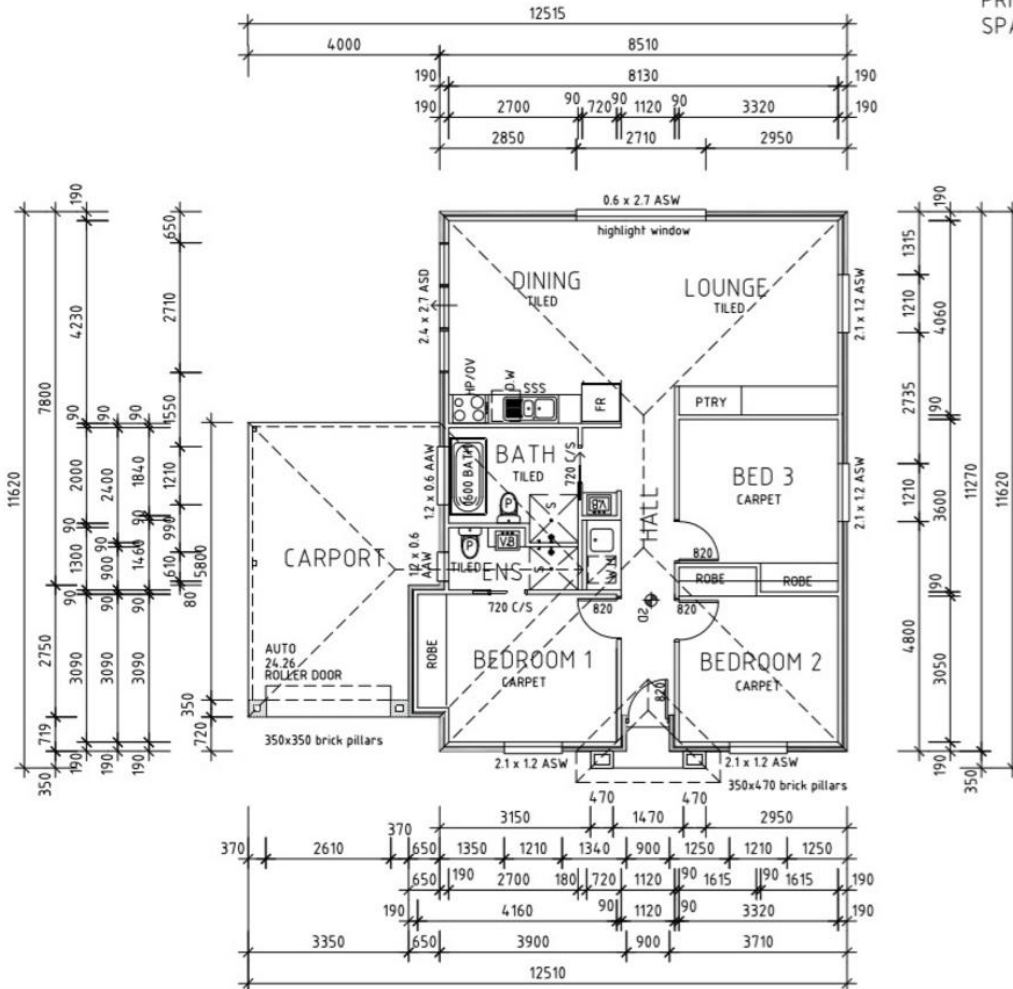 PRI
SPA
12515
4000 8510
190 8130 190
190 2700 90 720 90 1120 90 3320 190
2850 2710 2950
0.6 x 2.7 ASW
highlight window
DINING
TILED
LOUNGE
TILED
2.4 x 2.7 ASD
2.1 x 1.2 ASW
HP/OV
D.W
SSS
FR
PTRY
BATH
TILED
1600 BATH
720 C/S
1.2 x 0.6 AAW
BED 3
CARPET
2.1 x 1.2 ASW
HALL
VB
S
P
CARPORT
1.2 x 0.6
AAW
P
TILED
VB
ENS
S
W.M
820
ROBE
ROBE
720 C/S
820
820
SD
AUTO
24.26
ROLLER DOOR
ROBE
BEDROOM 1
CARPET
BEDROOM 2
CARPET
820
350x350 brick pillars
2.1 x 1.2 ASW
2.1 x 1.2 ASW
350x470 brick pillars
11620
7800 2750 719 350
190 4230 90 2000 90 1300 90 3090 190
90 2400 90 900 90 3090 190
90 1840 90 1460 90 3090 190
650 2710 1550 1210 990 610 80
5800 350 720
1315 1210 2735 1210 4800
190 4060 90 3600 90 3050 190
11270 350
11620
470 470
3150 1470 2950
370
370 2610 650 1350 1210 1340 900 1250 1210 1250
650 190 2700 180 720 1120 90 1615 90 1615 190
190 4160 90 1120 90 3320 190
3350 650 3900 900 3710
12510